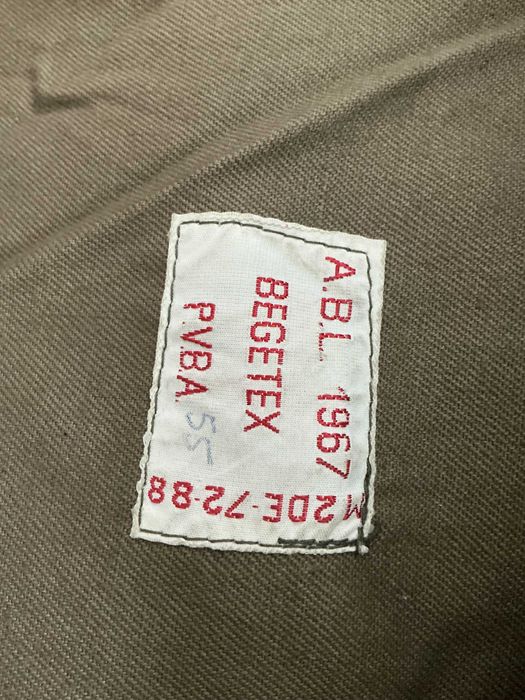 A.B.L. 1967
BEGETEX
P.V.B.A. 55
M 2DE-72-88